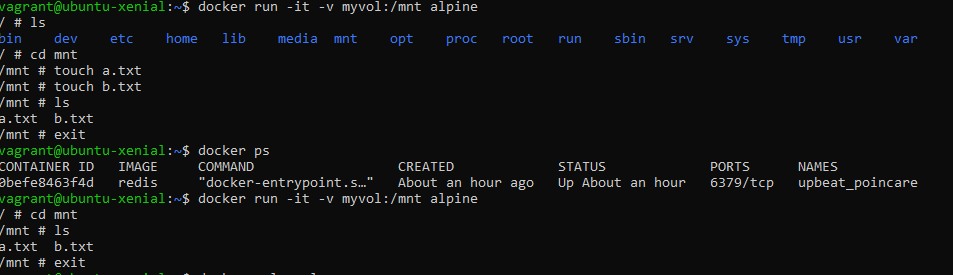 vagrant@ubuntu-xenial:~$ docker run -it -v myvol:/mnt alpine
/ # ls
bin dev etc home lib media mnt opt proc root run sbin srv sys tmp usr var
/ # cd mnt
/mnt # touch a.txt
/mnt # touch b.txt
/mnt # ls
a.txt b.txt
/mnt # exit
vagrant@ubuntu-xenial:~$ docker ps
CONTAINER ID IMAGE COMMAND CREATED STATUS PORTS NAMES
0befe8463f4d redis "docker-entrypoint.s…" About an hour ago Up About an hour 6379/tcp upbeat_poincare
vagrant@ubuntu-xenial:~$ docker run -it -v myvol:/mnt alpine
/ # cd mnt
/mnt # ls
a.txt b.txt
/mnt # exit